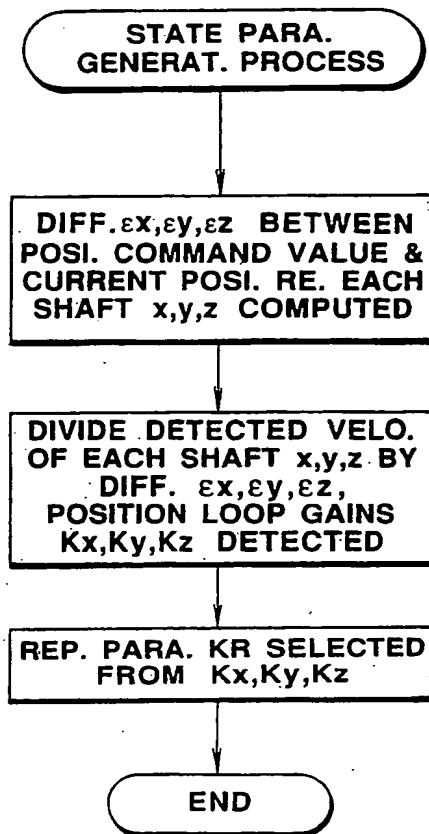 STATE PARA.
GENERAT. PROCESS
DIFF. εx,εy,εz BETWEEN
POSI. COMMAND VALUE &
CURRENT POSI. RE. EACH
SHAFT x,y,z COMPUTED
DIVIDE DETECTED VELO.
OF EACH SHAFT x,y,z BY
DIFF. εx,εy,εz,
POSITION LOOP GAINS
Kx,Ky,Kz DETECTED
REP. PARA. KR SELECTED
FROM Kx,Ky,Kz
END